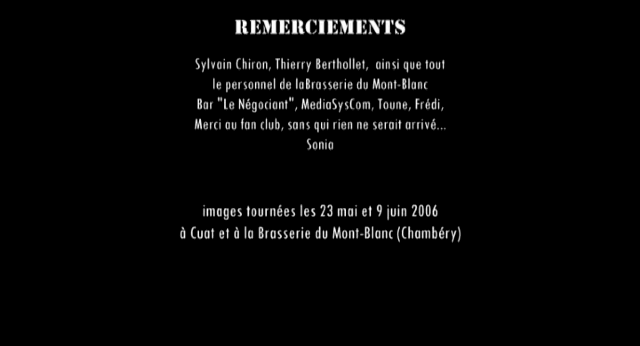 REMERCIEMENTS
Sylvain Chiron, Thierry Berthollet, ainsi que tout
le personnel de laBrasserie du Mont-Blanc
Bar "Le Négociant", MediaSysCom, Toune, Frédi,
Merci au fan club, sans qui rien ne serait arrivé...
Sonia
images tournées les 23 mai et 9 juin 2006
à Cuat et à la Brasserie du Mont-Blanc (Chambéry)